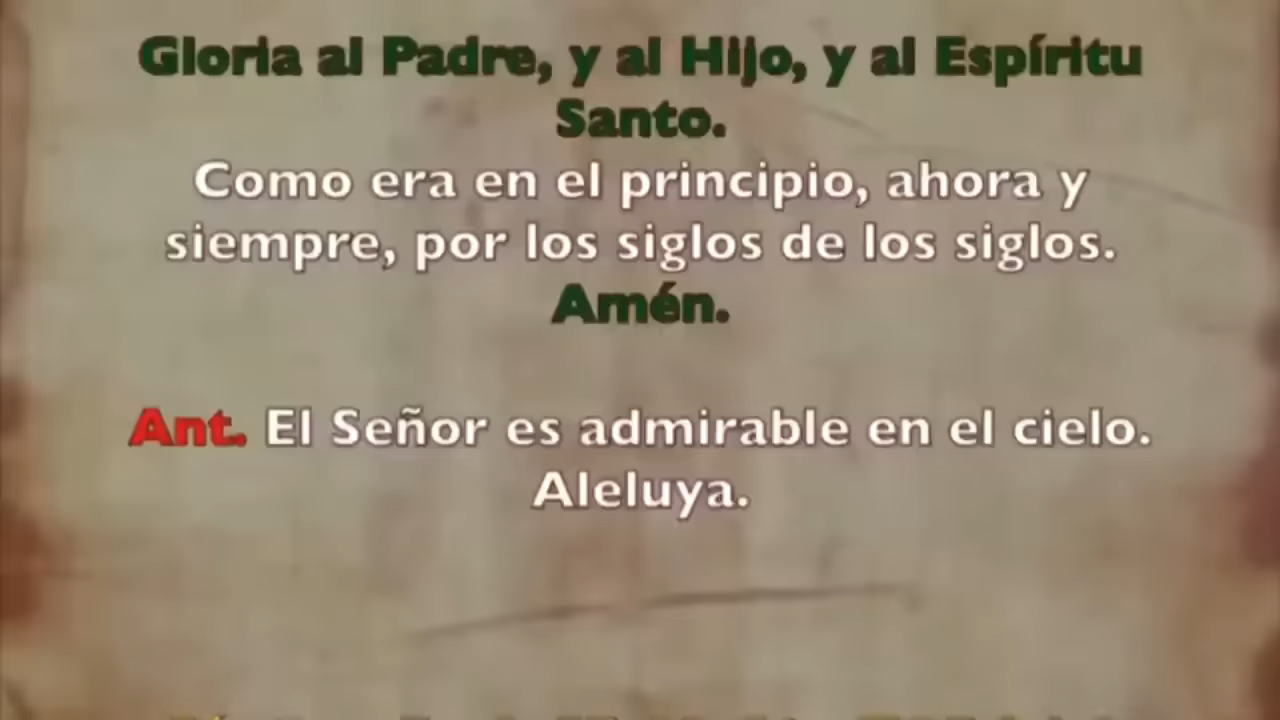 Gloria al Padre, y al Hijo, y al Espíritu
Santo.
Como era en el principio, ahora y
siempre, por los siglos de los siglos.
Amén.
Ant. El Señor es admirable en el cielo.
Aleluya.